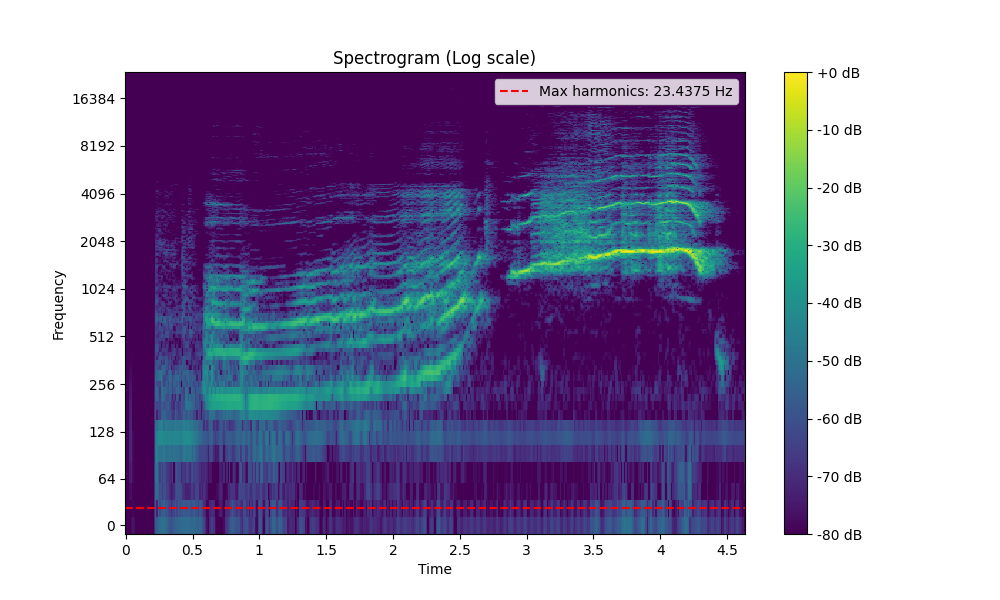 Spectrogram (Log scale)
Max harmonics: 23.4375 Hz
Frequency
16384
8192
4096
2048
1024
512
256
128
64
0
0
0.5
1
1.5
2
2.5
3
3.5
4
4.5
Time
+0 dB
-10 dB
-20 dB
-30 dB
-40 dB
-50 dB
-60 dB
-70 dB
-80 dB